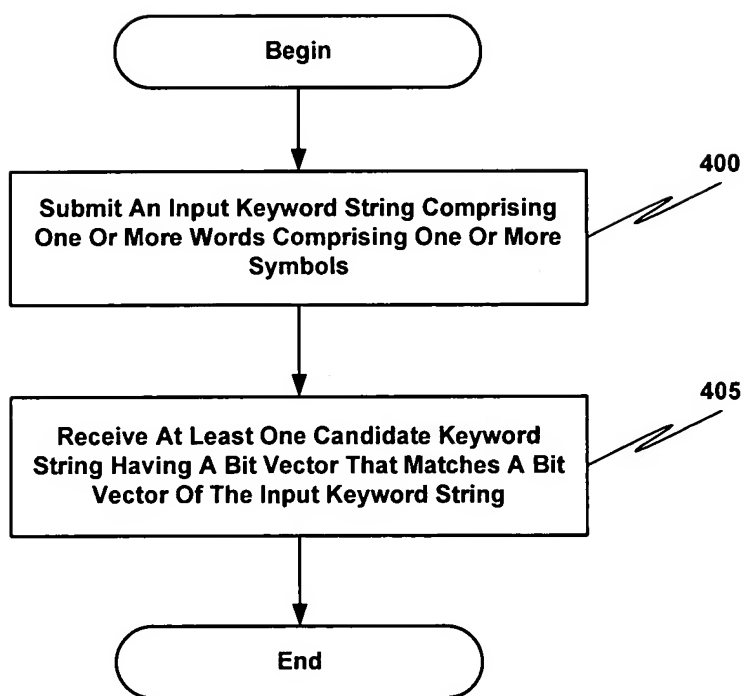 Begin
400
Submit An Input Keyword String Comprising
One Or More Words Comprising One Or More
Symbols
405
Receive At Least One Candidate Keyword
String Having A Bit Vector That Matches A Bit
Vector Of The Input Keyword String
End